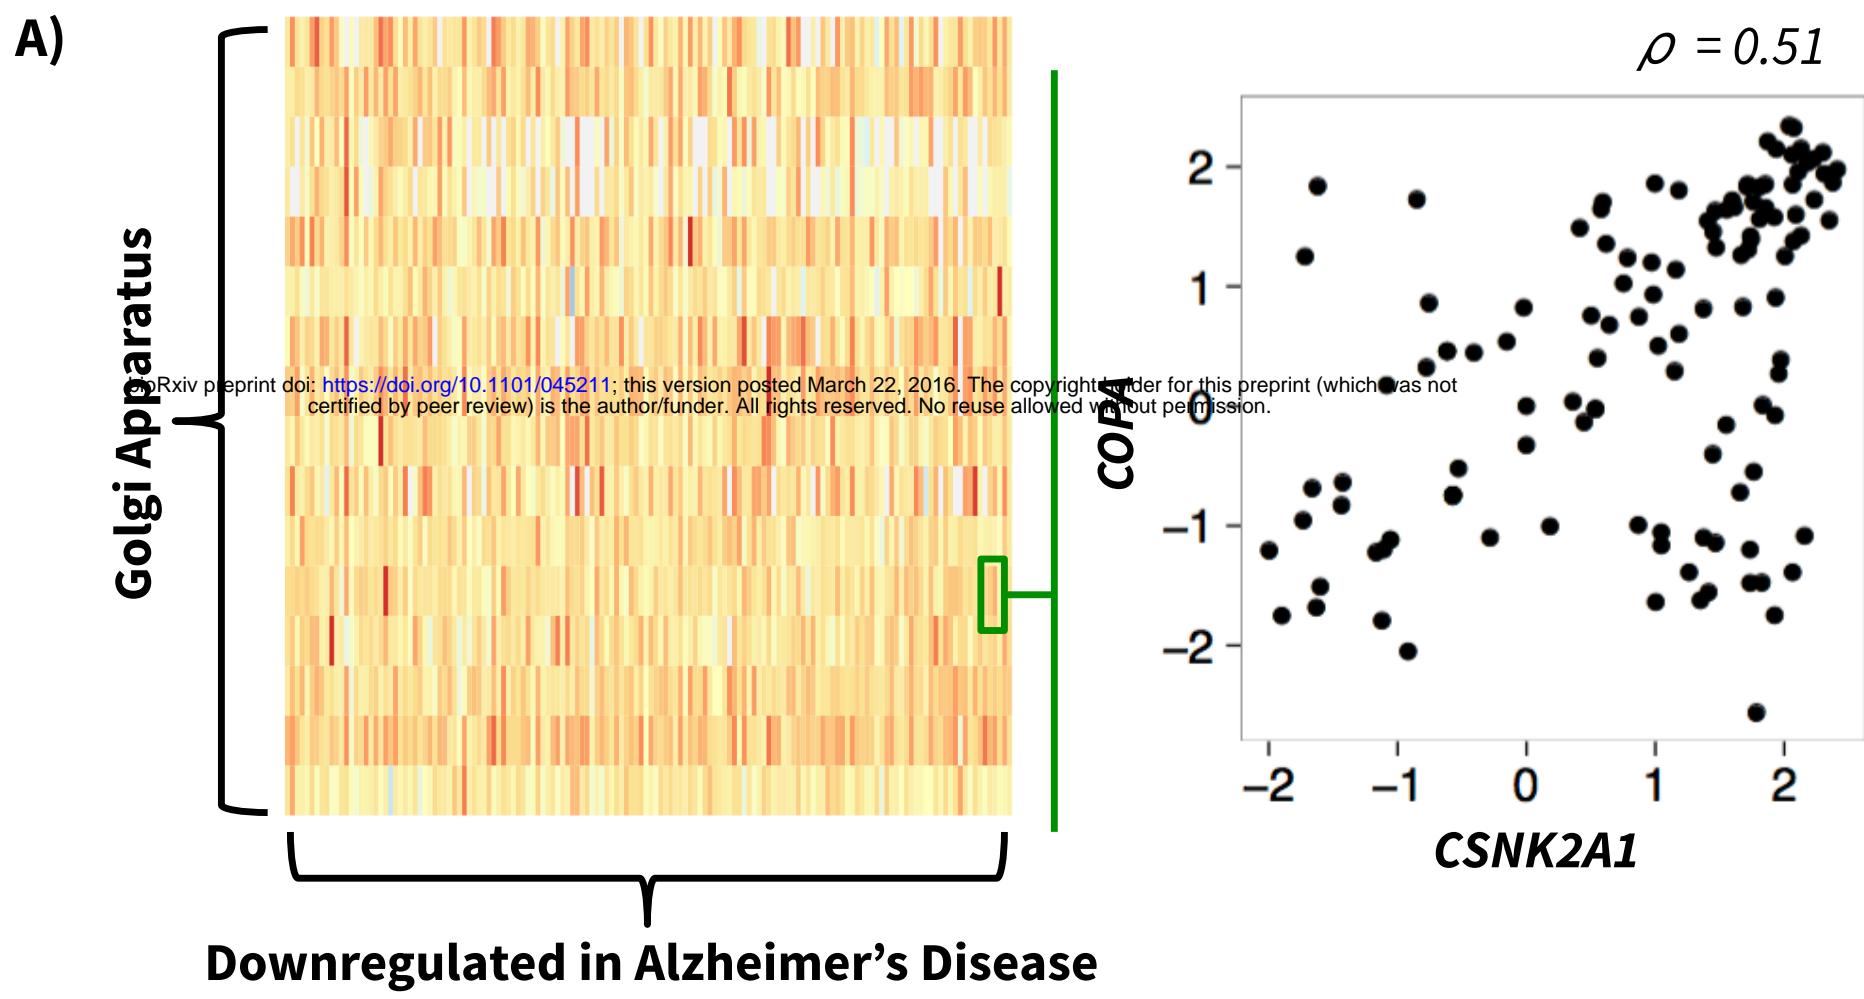 A)
ρ = 0.51
Golgi Apparatus
bioRxiv preprint doi: https://doi.org/10.1101/045211; this version posted March 22, 2016. The copyright holder for this preprint (which was not
certified by peer review) is the author/funder. All rights reserved. No reuse allowed without permission.
COPA
2
1
0
−1
−2
−2 −1 0 1 2
CSNK2A1
Downregulated in Alzheimer’s Disease